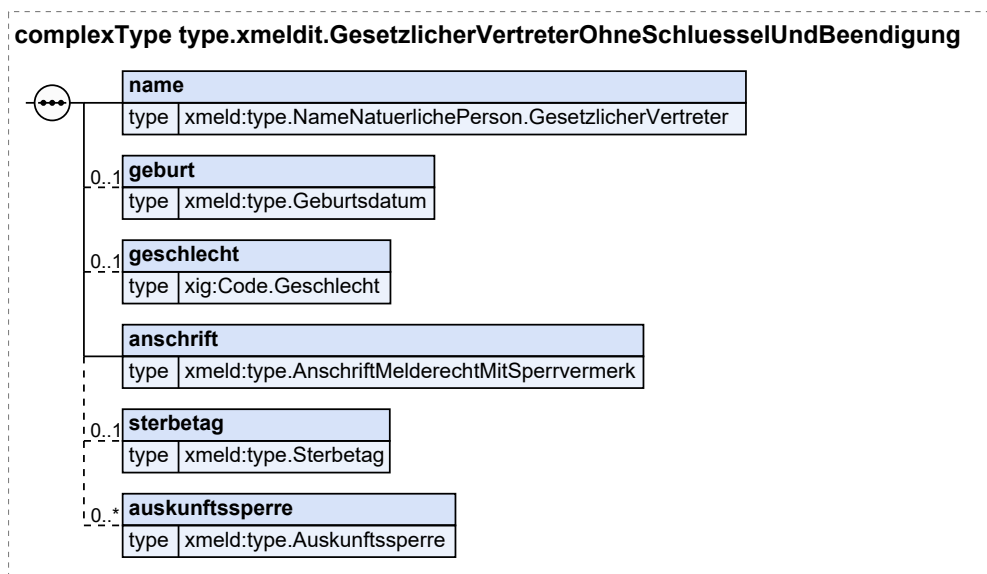 complexType type.xmeldit.GesetzlicherVertreterOhneSchluesselUndBeendigung
name
type xmeld:type.NameNatuerlichePerson.GesetzlicherVertreter
0..1 geburt
type xmeld:type.Geburtsdatum
0..1 geschlecht
type xig:Code.Geschlecht
anschrift
type xmeld:type.AnschriftMelderechtMitSperrvermerk
0..1 sterbetag
type xmeld:type.Sterbetag
0..* auskunftssperre
type xmeld:type.Auskunftssperre